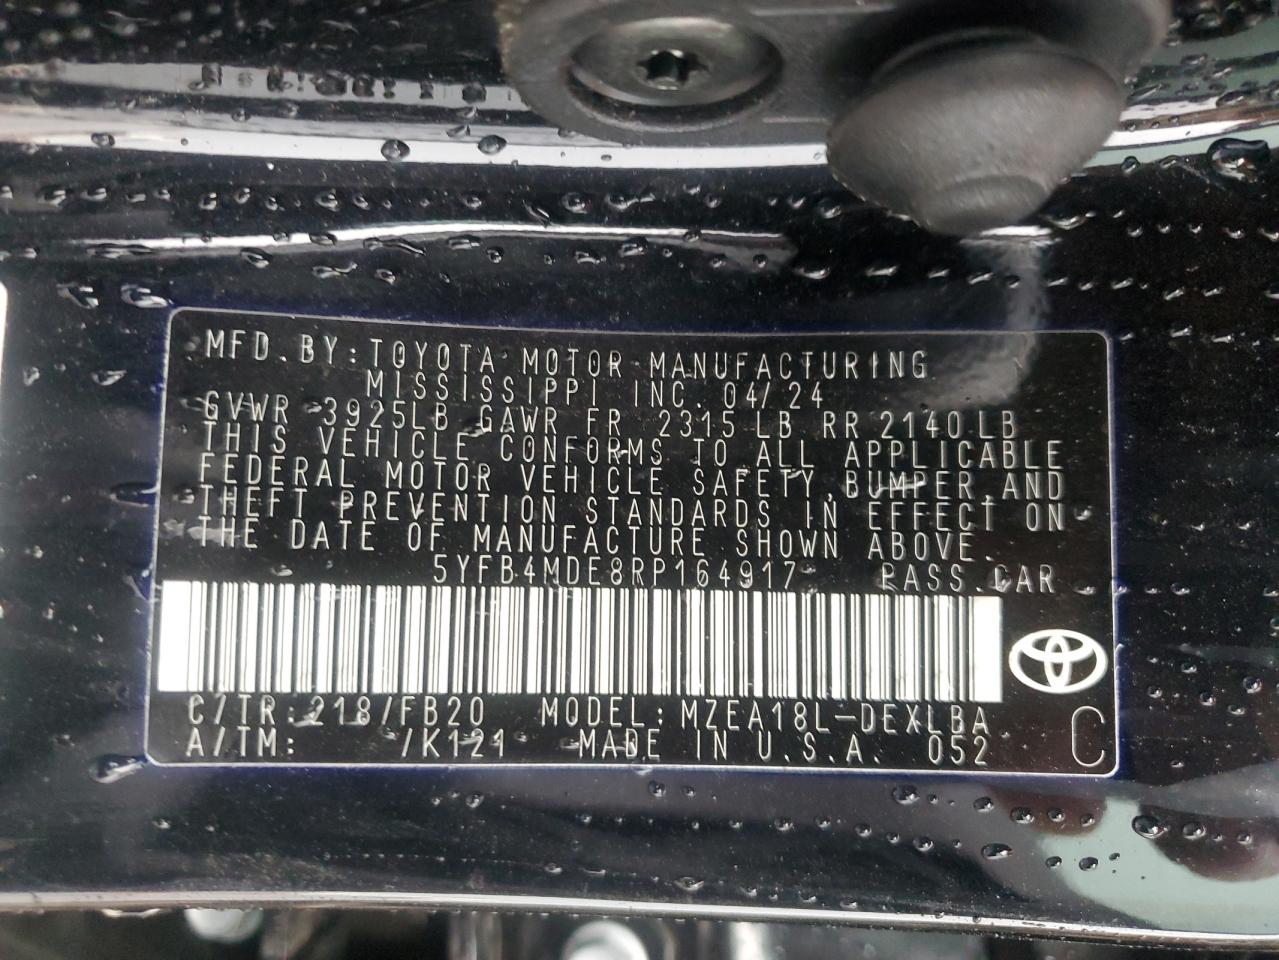 MFD.BY:TOYOTA MOTOR MANUFACTURING
MISSISSIPPI INC. 04/24
GVWR 3925LB GAWR FR 2315LB RR 2140LB
THIS VEHICLE CONFORMS TO ALL APPLICABLE
FEDERAL MOTOR VEHICLE SAFETY,BUMPER,AND
THEFT PREVENTION STANDARDS IN EFFECT ON
THE DATE OF MANUFACTURE SHOWN ABOVE.
5YFB4MDE8RP164917 PASS.CAR
C/TR:218/FB20 MODEL:MZEA18L-DEXLBA
A/TM: /K121 MADE IN U.S.A. 052
C